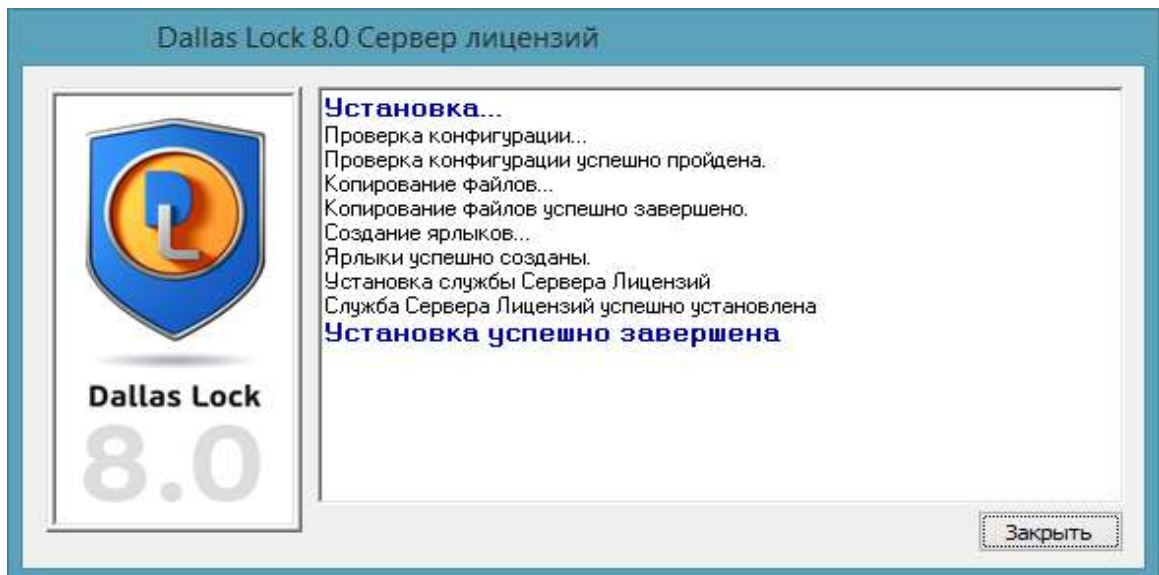 Dallas Lock 8.0 Сервер лицензий
Установка...
Проверка конфигурации...
Проверка конфигурации успешно пройдена.
Копирование файлов...
Копирование файлов успешно завершено.
Создание ярлыков...
Ярлыки успешно созданы.
Установка службы Сервера Лицензий
Служба Сервера Лицензий успешно установлена
Установка успешно завершена
DL
Dallas Lock
8.0
Закрыть